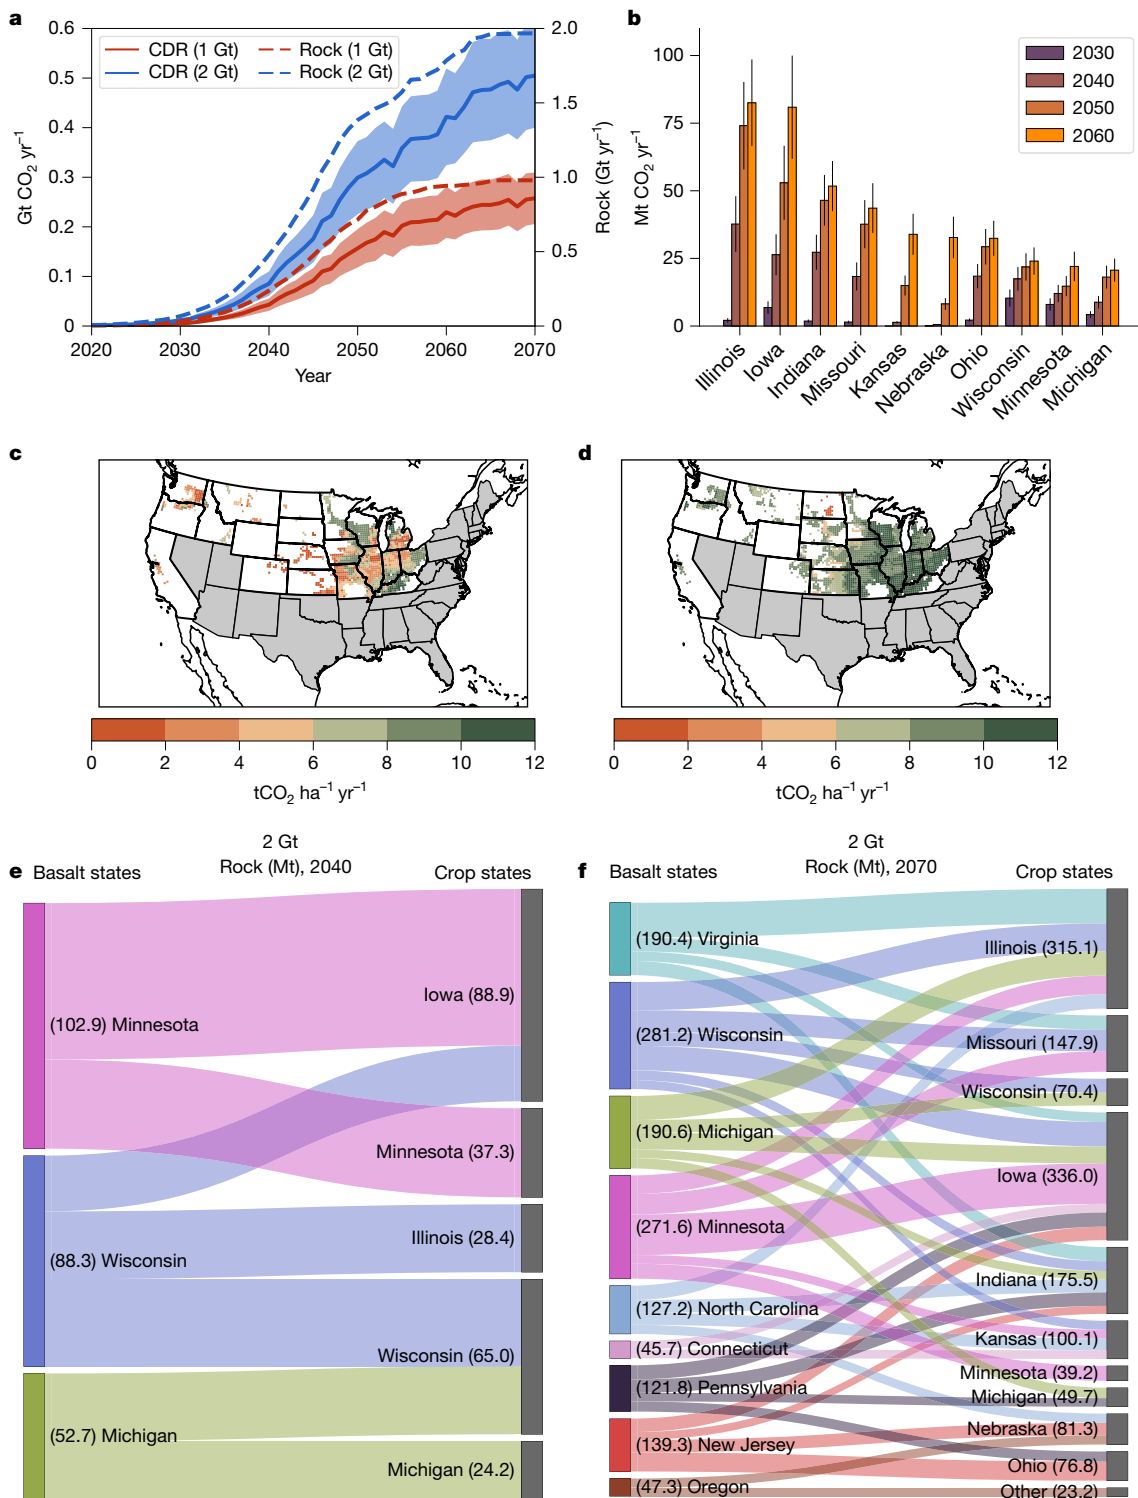 a
0.6
0.5
0.4
0.3
0.2
0.1
0
Gt CO₂ yr⁻¹
CDR (1 Gt)
CDR (2 Gt)
Rock (1 Gt)
Rock (2 Gt)
2.0
1.5
1.0
0.5
0
Rock (Gt yr⁻¹)
2020 2030 2040 2050 2060 2070
Year
b
100
75
50
25
0
Mt CO₂ yr⁻¹
2030
2040
2050
2060
Illinois
Iowa
Indiana
Missouri
Kansas
Nebraska
Ohio
Wisconsin
Minnesota
Michigan
c
0 2 4 6 8 10 12
tCO₂ ha⁻¹ yr⁻¹
d
0 2 4 6 8 10 12
tCO₂ ha⁻¹ yr⁻¹
e
2 Gt
Rock (Mt), 2040
Basalt states
Crop states
(102.9) Minnesota
(88.3) Wisconsin
(52.7) Michigan
Iowa (88.9)
Minnesota (37.3)
Illinois (28.4)
Wisconsin (65.0)
Michigan (24.2)
f
2 Gt
Rock (Mt), 2070
Basalt states
Crop states
(190.4) Virginia
(281.2) Wisconsin
(190.6) Michigan
(271.6) Minnesota
(127.2) North Carolina
(45.7) Connecticut
(121.8) Pennsylvania
(139.3) New Jersey
(47.3) Oregon
Illinois (315.1)
Missouri (147.9)
Wisconsin (70.4)
Iowa (336.0)
Indiana (175.5)
Kansas (100.1)
Minnesota (39.2)
Michigan (49.7)
Nebraska (81.3)
Ohio (76.8)
Other (23.2)